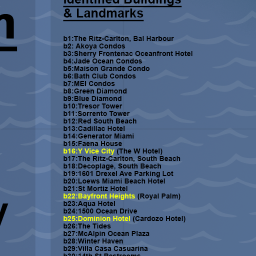 Identified Buildings
& Landmarks
b1:The Ritz-Carlton, Bal Harbour
b2: Akoya Condos
b3:Sherry Frontenac Oceanfront Hotel
b4:Jade Ocean Condos
b5:Maison Grande Condo
b6:Bath Club Condos
b7:MEI Condos
b8:Green Diamond
b9:Blue Diamond
b10:Tresor Tower
b11:Sorrento Tower
b12:Red South Beach
b13:Cadillac Hotel
b14:Generator Miami
b15:Faena House
b16:Y Vice City (The W Hotel)
b17:The Ritz-Carlton, South Beach
b18:Decoplage, South Beach
b19:1601 Drexel Ave Parking Lot
b20:Loews Miami Beach Hotel
b21:St Moritz Hotel
b22:Bayfront Heights (Royal Palm)
b23:Aqua Hotel
b24:1500 Ocean Drive
b25:Dominion Hotel (Cardozo Hotel)
b26:The Tides
b27:McAlpin Ocean Plaza
b28:Winter Haven
b29:Villa Casa Casuarina
b30:14th St Restrooms